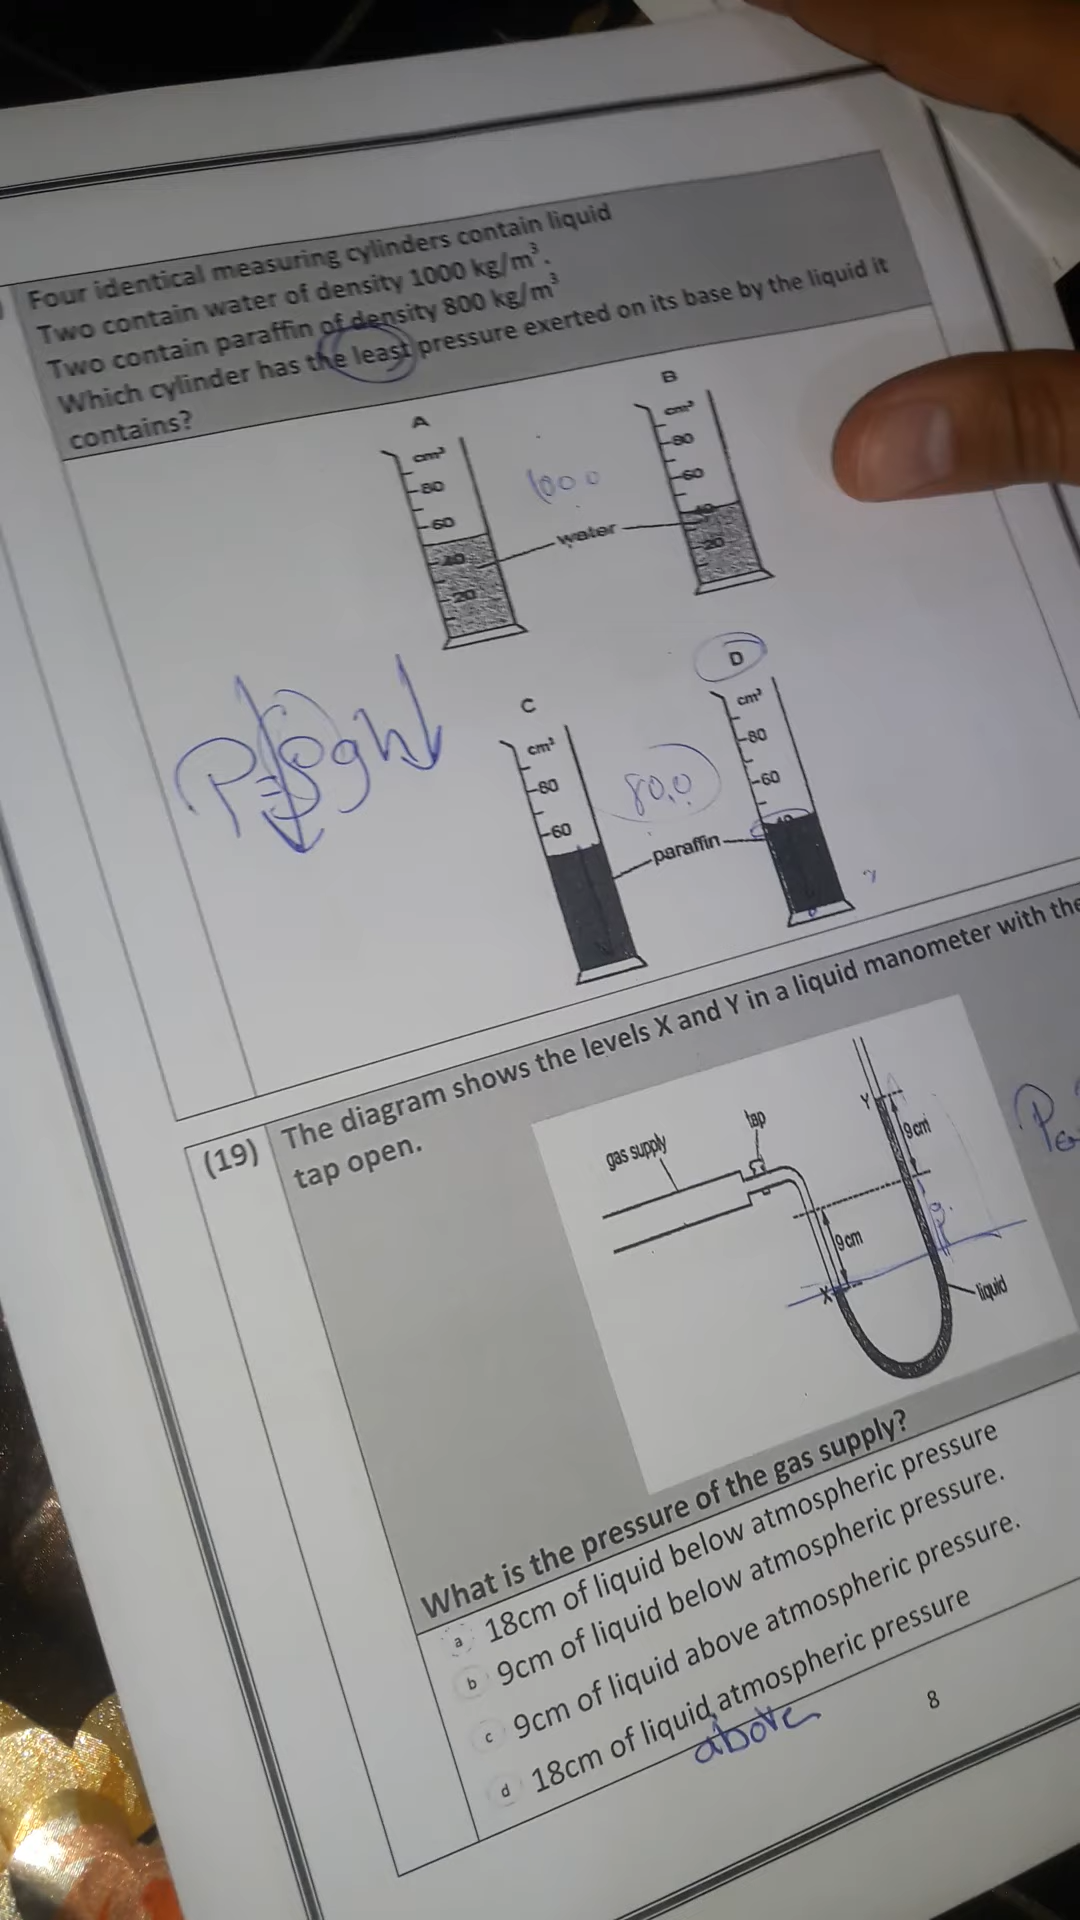 Four identical measuring cylinders contain liquid
Two contain water of density 1000 kg/m³.
Two contain paraffin of density 800 kg/m³
Which cylinder has the least pressure exerted on its base by the liquid it
contains?
A
B
cm³
80
60
40
20
cm³
80
60
40
20
1000
water
P=ρgh
C
D
cm³
80
60
cm³
80
60
40
800
paraffin
(19)
The diagram shows the levels X and Y in a liquid manometer with the
tap open.
gas supply
tap
Y
9cm
9cm
X
liquid
What is the pressure of the gas supply?
a 18cm of liquid below atmospheric pressure
b 9cm of liquid below atmospheric pressure.
c 9cm of liquid above atmospheric pressure.
d 18cm of liquid atmospheric pressure
above
8